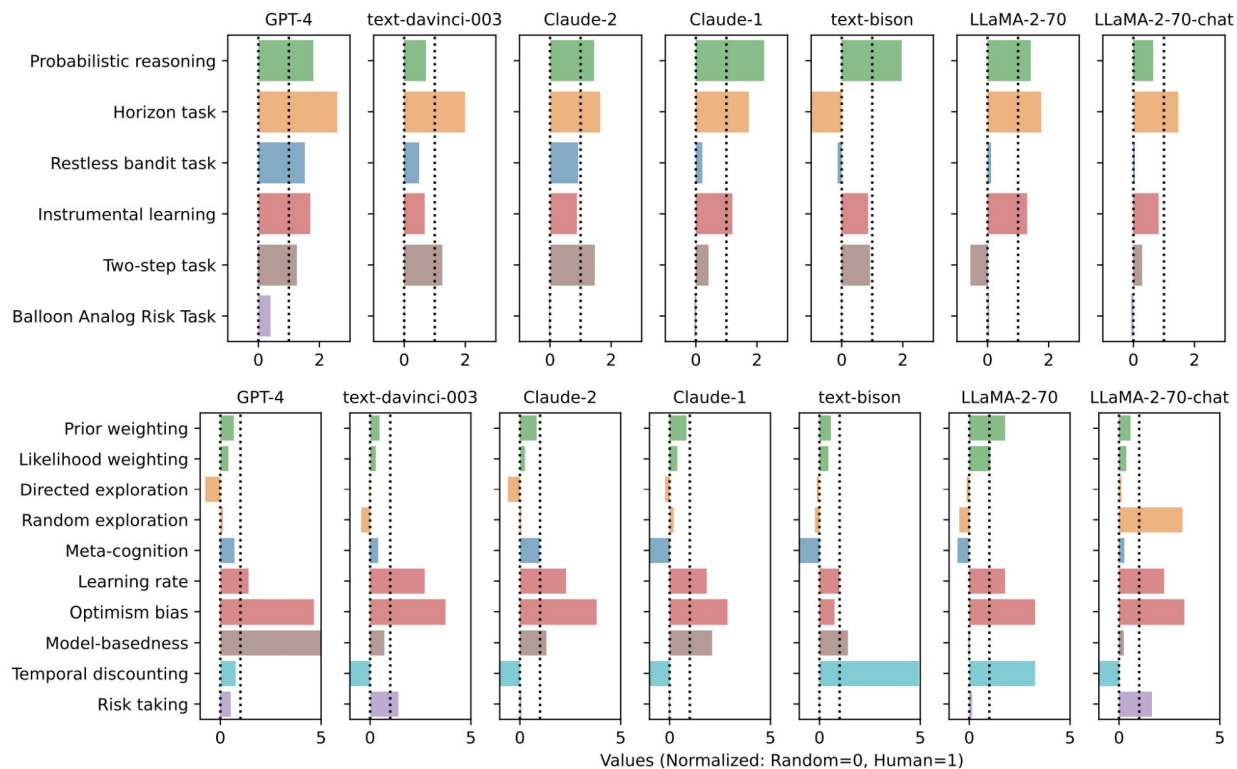 GPT-4 text-davinci-003 Claude-2 Claude-1 text-bison LLaMA-2-70 LLaMA-2-70-chat
Probabilistic reasoning
Horizon task
Restless bandit task
Instrumental learning
Two-step task
Balloon Analog Risk Task
0 2 0 2 0 2 0 2 0 2 0 2 0 2
GPT-4 text-davinci-003 Claude-2 Claude-1 text-bison LLaMA-2-70 LLaMA-2-70-chat
Prior weighting
Likelihood weighting
Directed exploration
Random exploration
Meta-cognition
Learning rate
Optimism bias
Model-basedness
Temporal discounting
Risk taking
0 5 0 5 0 5 0 5 0 5 0 5 0 5
Values (Normalized: Random=0, Human=1)